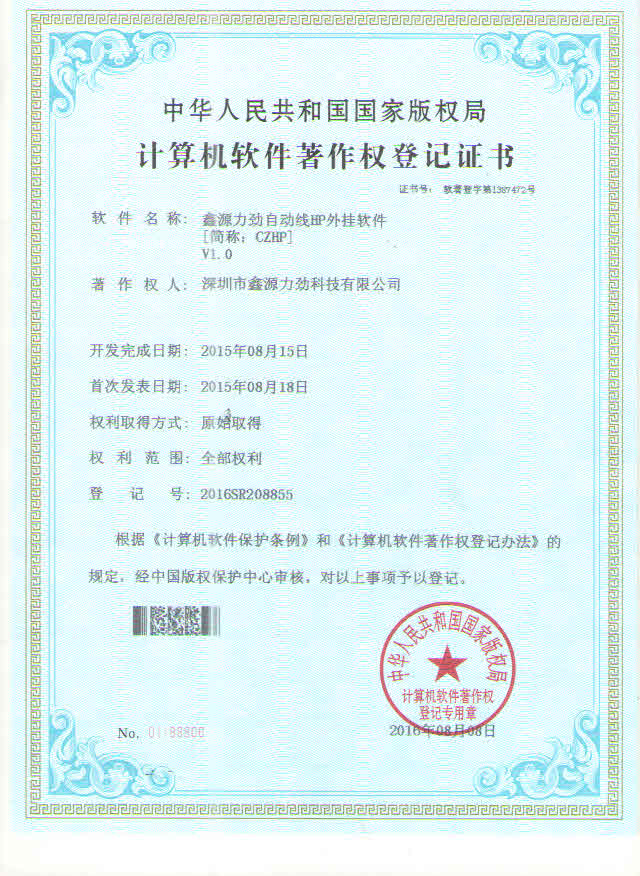 中华人民共和国国家版权局
计算机软件著作权登记证书
证书号： 软著登字第1387472号
软件名称： 鑫源力劲自动线HP外挂软件
[简称：CZHP]
V1.0
著作权人： 深圳市鑫源力劲科技有限公司
开发完成日期： 2015年08月15日
首次发表日期： 2015年08月18日
权利取得方式： 原始取得
权利范围： 全部权利
登记号： 2016SR208855
根据《计算机软件保护条例》和《计算机软件著作权登记办法》的
规定，经中国版权保护中心审核，对以上事项予以登记。
中华人民共和国国家版权局
计算机软件著作权
登记专用章
No.
2016年08月08日